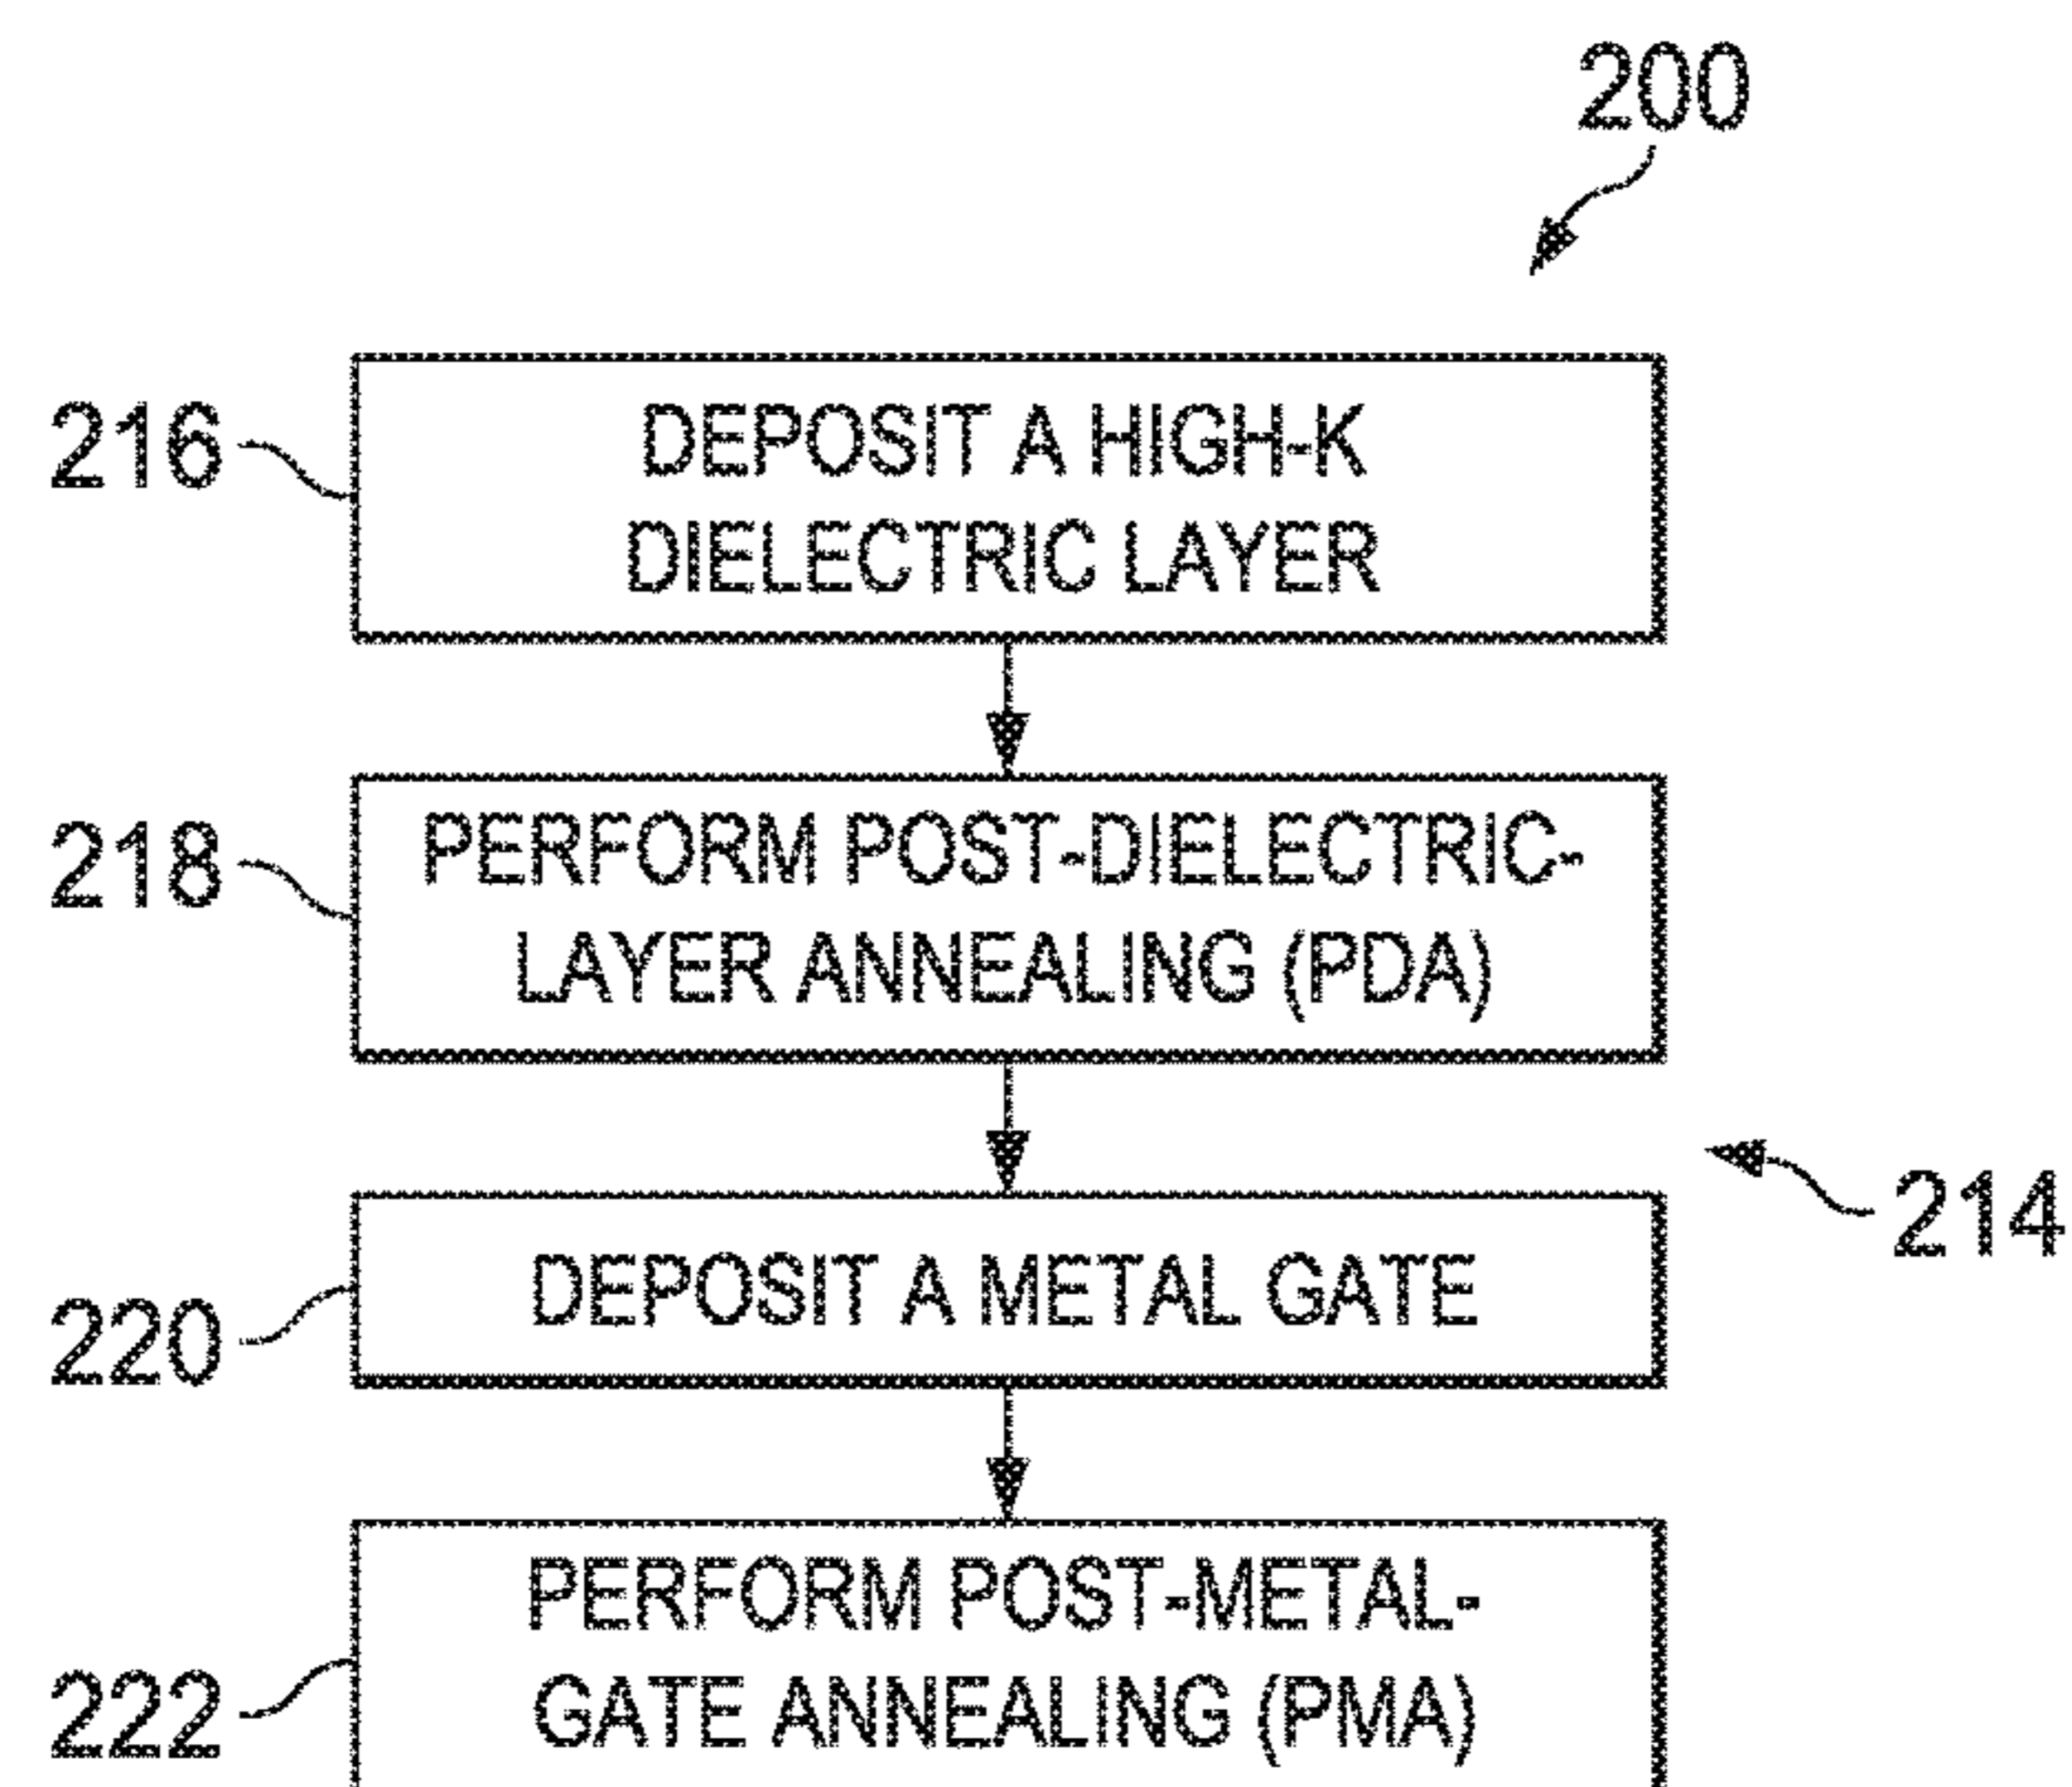 200
216
DEPOSIT A HIGH-K
DIELECTRIC LAYER
218
PERFORM POST-DIELECTRIC-
LAYER ANNEALING (PDA)
214
220
DEPOSIT A METAL GATE
222
PERFORM POST-METAL-
GATE ANNEALING (PMA)